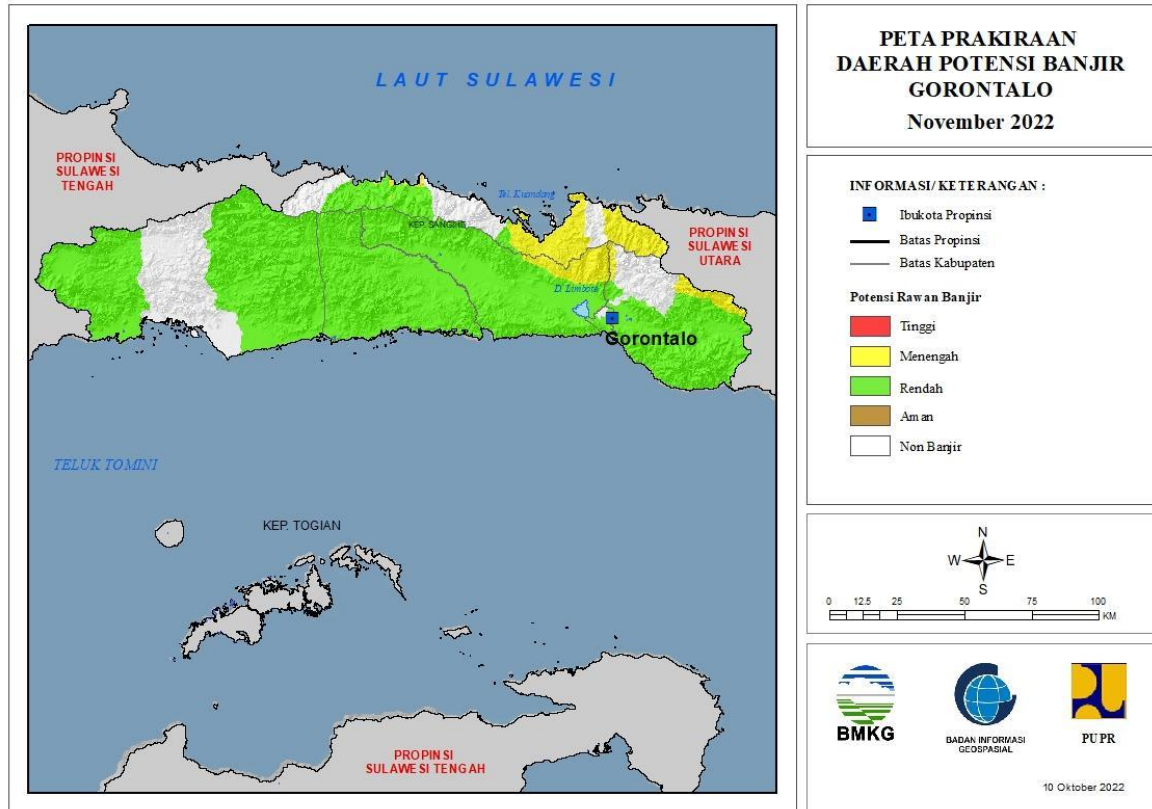 LAUT SULAWESI
PROPINSI
SULAWESI
TENGAH
Tel. Kuandang
KEP. SANGIHE
PROPINSI
SULAWESI
UTARA
D. Limboto
Gorontalo
TELUK TOMINI
KEP. TOGIAN
PROPINSI
SULAWESI TENGAH
PETA PRAKIRAAN
DAERAH POTENSI BANJIR
GORONTALO
November 2022
INFORMASI/ KETERANGAN :
Ibukota Propinsi
Batas Propinsi
Batas Kabupaten
Potensi Rawan Banjir
Tinggi
Menengah
Rendah
Aman
Non Banjir
N
W E
S
0 12.5 25 50 75 100
KM
BMKG
BADAN INFORMASI
GEOSPASIAL
PUPR
10 Oktober 2022